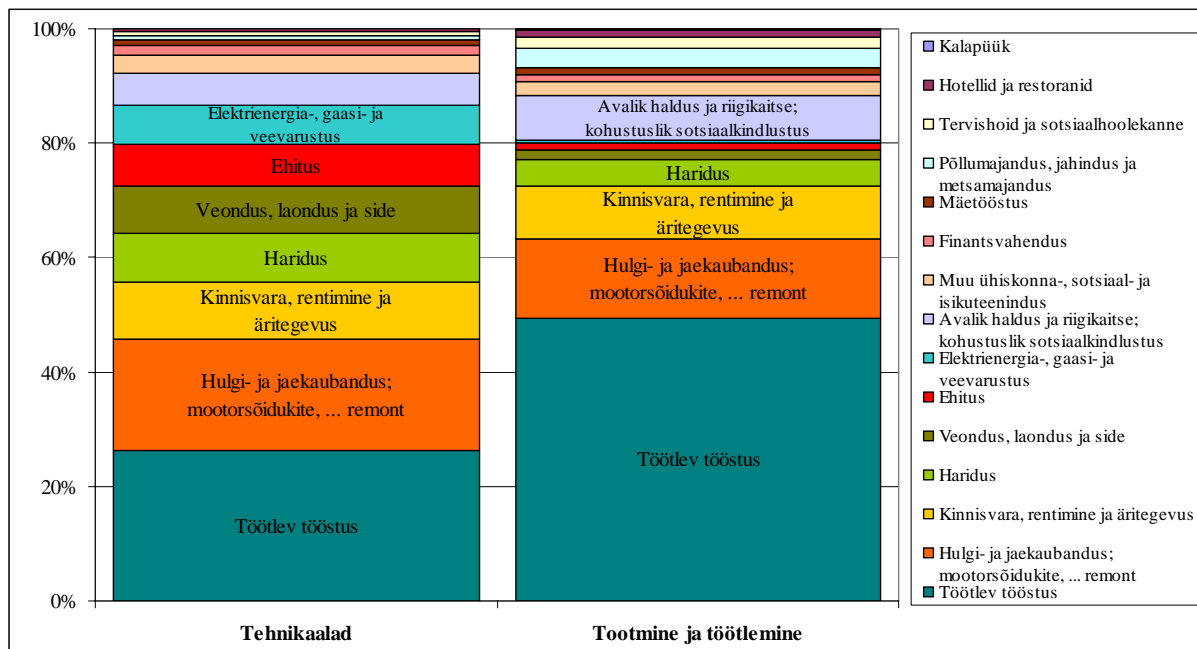 100%
80%
60%
40%
20%
0%
Elektrienergia-, gaasi- ja
veevarustus
Ehitus
Veondus, laondus ja side
Haridus
Kinnisvara, rentimine ja
äritegevus
Hulgi- ja jaekaubandus;
mootorsõidukite, ... remont
Töötlev tööstus
Avalik haldus ja riigikaitse;
kohustuslik sotsiaalkindlustus
Haridus
Kinnisvara, rentimine ja
äritegevus
Hulgi- ja jaekaubandus;
mootorsõidukite, ... remont
Töötlev tööstus
Tehnikaalad
Tootmine ja töötlemine
Kalapüük
Hotellid ja restoranid
Tervishoid ja sotsiaalhoolekanne
Põllumajandus, jahindus ja
metsamajandus
Mäetööstus
Finantsvahendus
Muu ühiskonna-, sotsiaal- ja
isikuteenindus
Avalik haldus ja riigikaitse;
kohustuslik sotsiaalkindlustus
Elektrienergia-, gaasi- ja
veevarustus
Ehitus
Veondus, laondus ja side
Haridus
Kinnisvara, rentimine ja äritegevus
Hulgi- ja jaekaubandus;
mootorsõidukite, ... remont
Töötlev tööstus